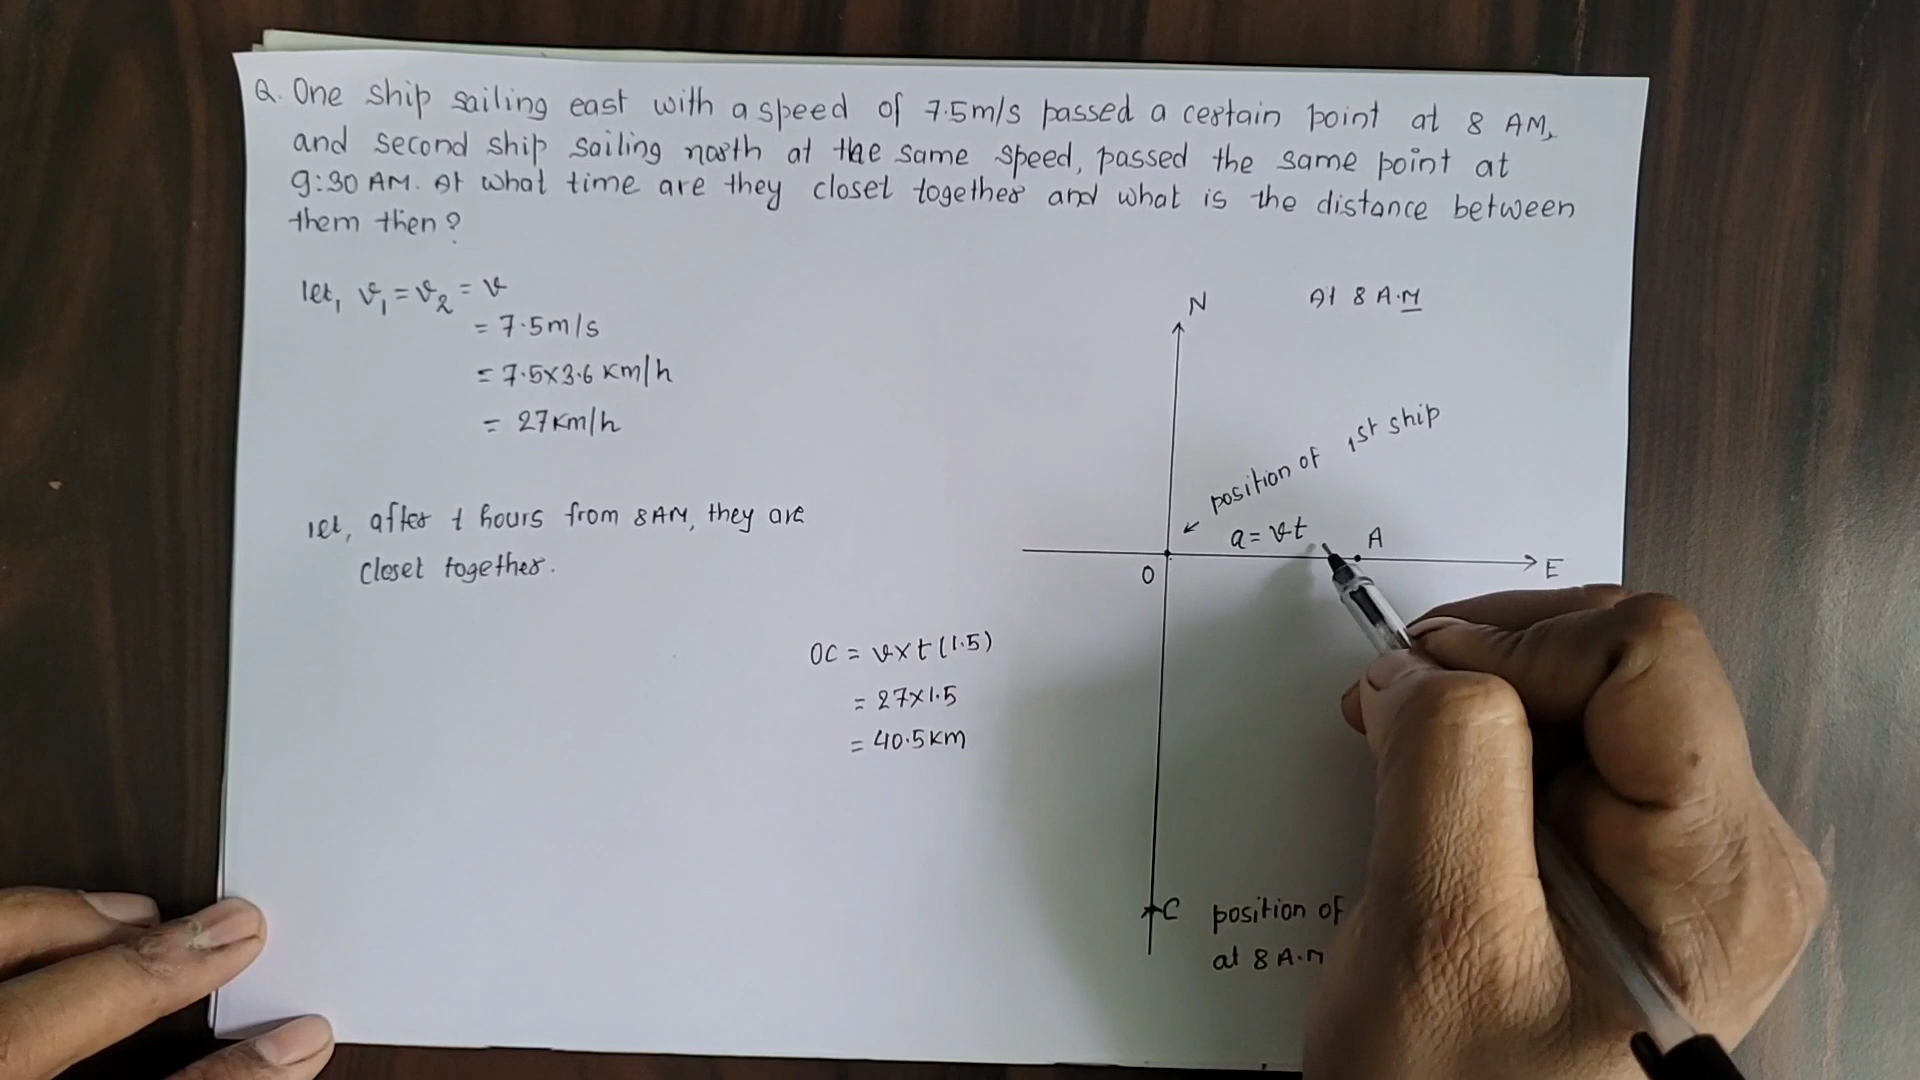 Q. One ship sailing east with a speed of 7.5m/s passed a certain point at 8 AM,
and second ship sailing north at the same speed, passed the same point at
9:30 AM. At what time are they closet together and what is the distance between
them then?
let, v₁ = v₂ = v
= 7.5m/s
= 7.5×3.6 km/h
= 27km/h
let, after t hours from 8AM, they are
closet together.
OC = v×t(1.5)
= 27×1.5
= 40.5km
N
At 8 A.M
position of 1st ship
a = vt
A
O
E
C position of
at 8 A.M